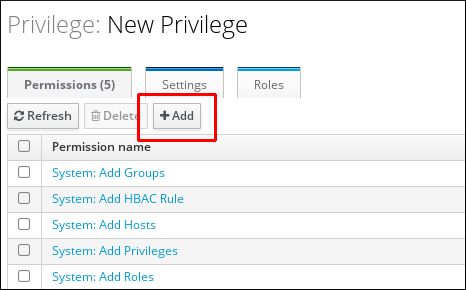 Privilege: New Privilege
Permissions (5) Settings Roles
Refresh Delete Add
Permission name
System: Add Groups
System: Add HBAC Rule
System: Add Hosts
System: Add Privileges
System: Add Roles